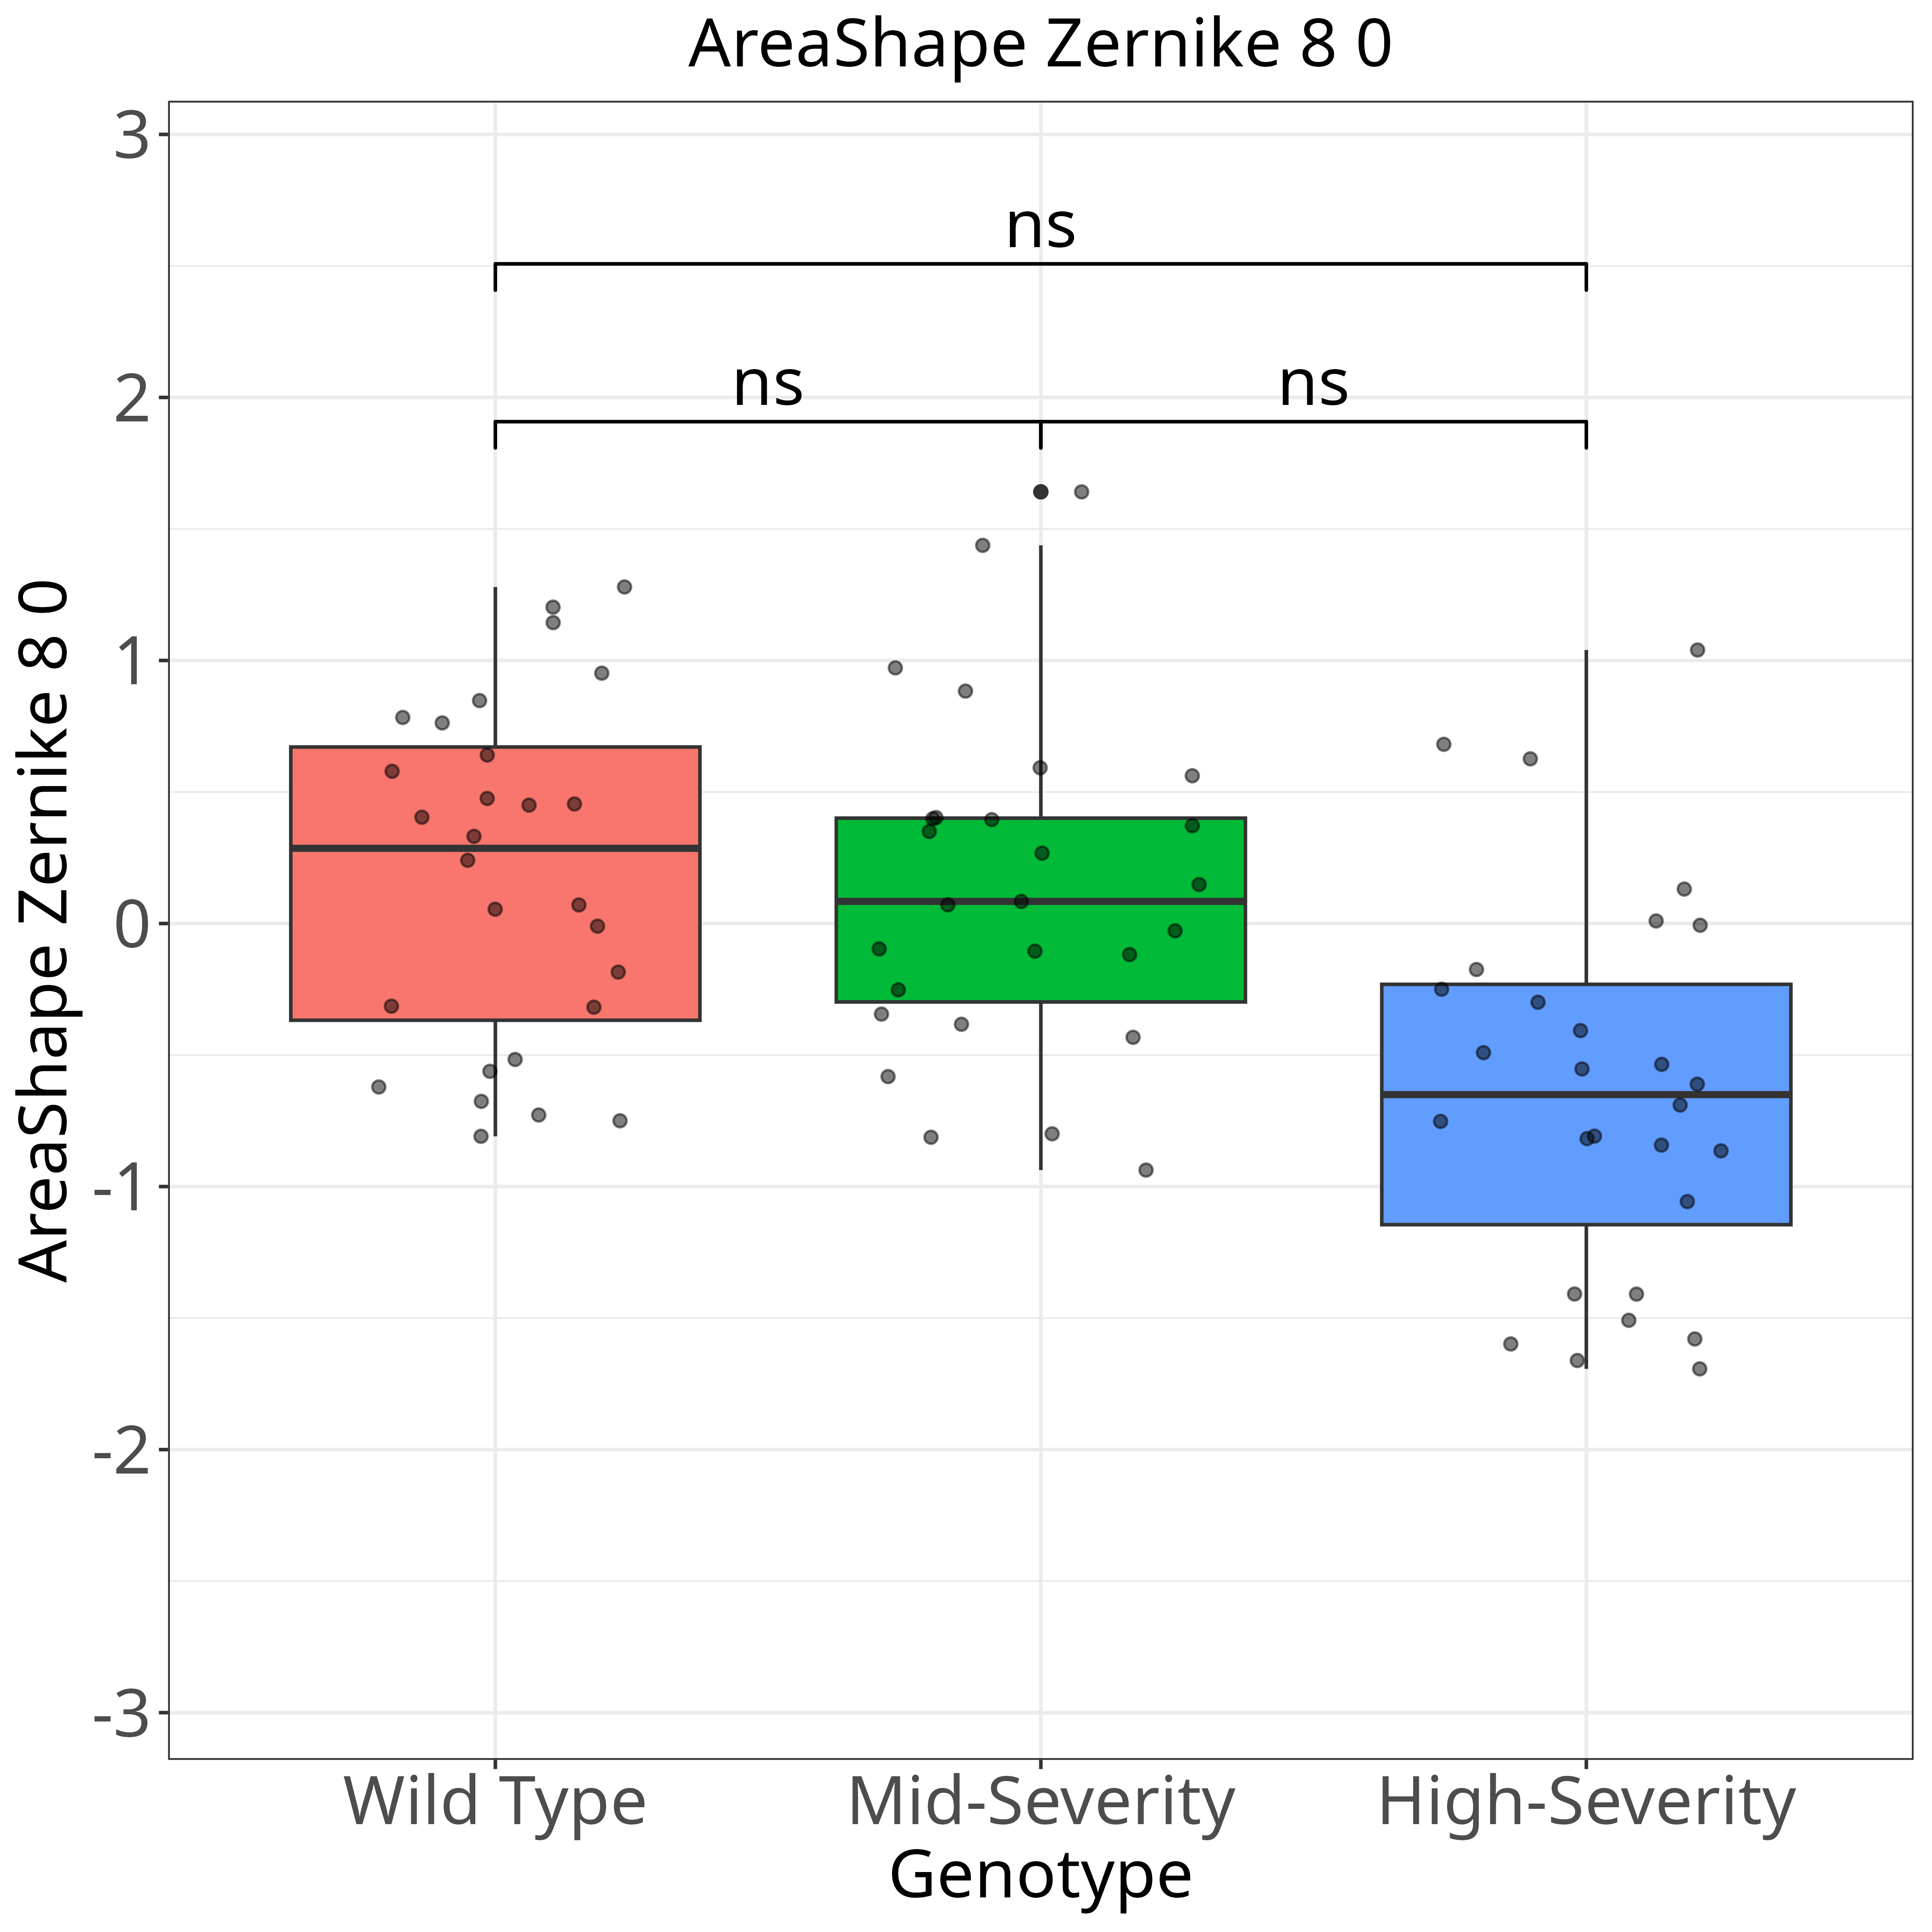 AreaShape Zernike 8 0
AreaShape Zernike 8 0
3
2
1
0
-1
-2
-3
ns
ns ns
Wild Type Mid-Severity High-Severity
Genotype